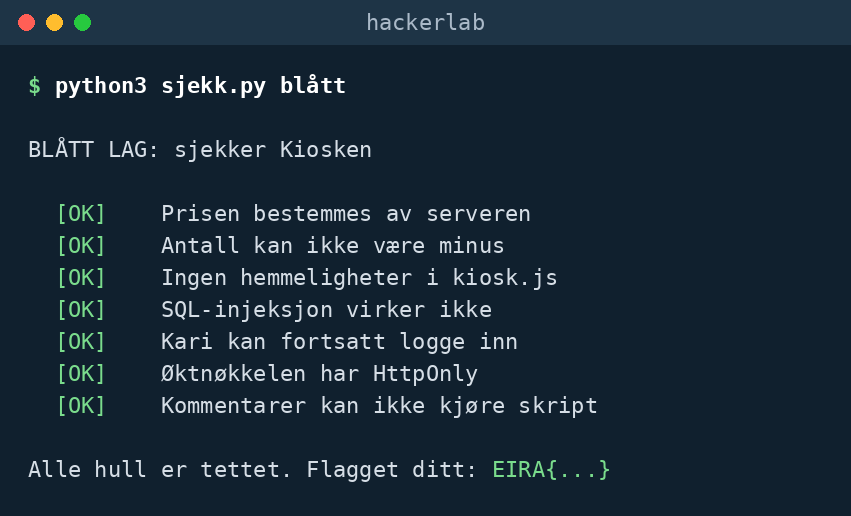 hackerlab
$ python3 sjekk.py blått
BLÅTT LAG: sjekker Kiosken
[OK] Prisen bestemmes av serveren
[OK] Antall kan ikke være minus
[OK] Ingen hemmeligheter i kiosk.js
[OK] SQL-injeksjon virker ikke
[OK] Kari kan fortsatt logge inn
[OK] Øktnøkkelen har HttpOnly
[OK] Kommentarer kan ikke kjøre skript
Alle hull er tettet. Flagget ditt: EIRA{...}